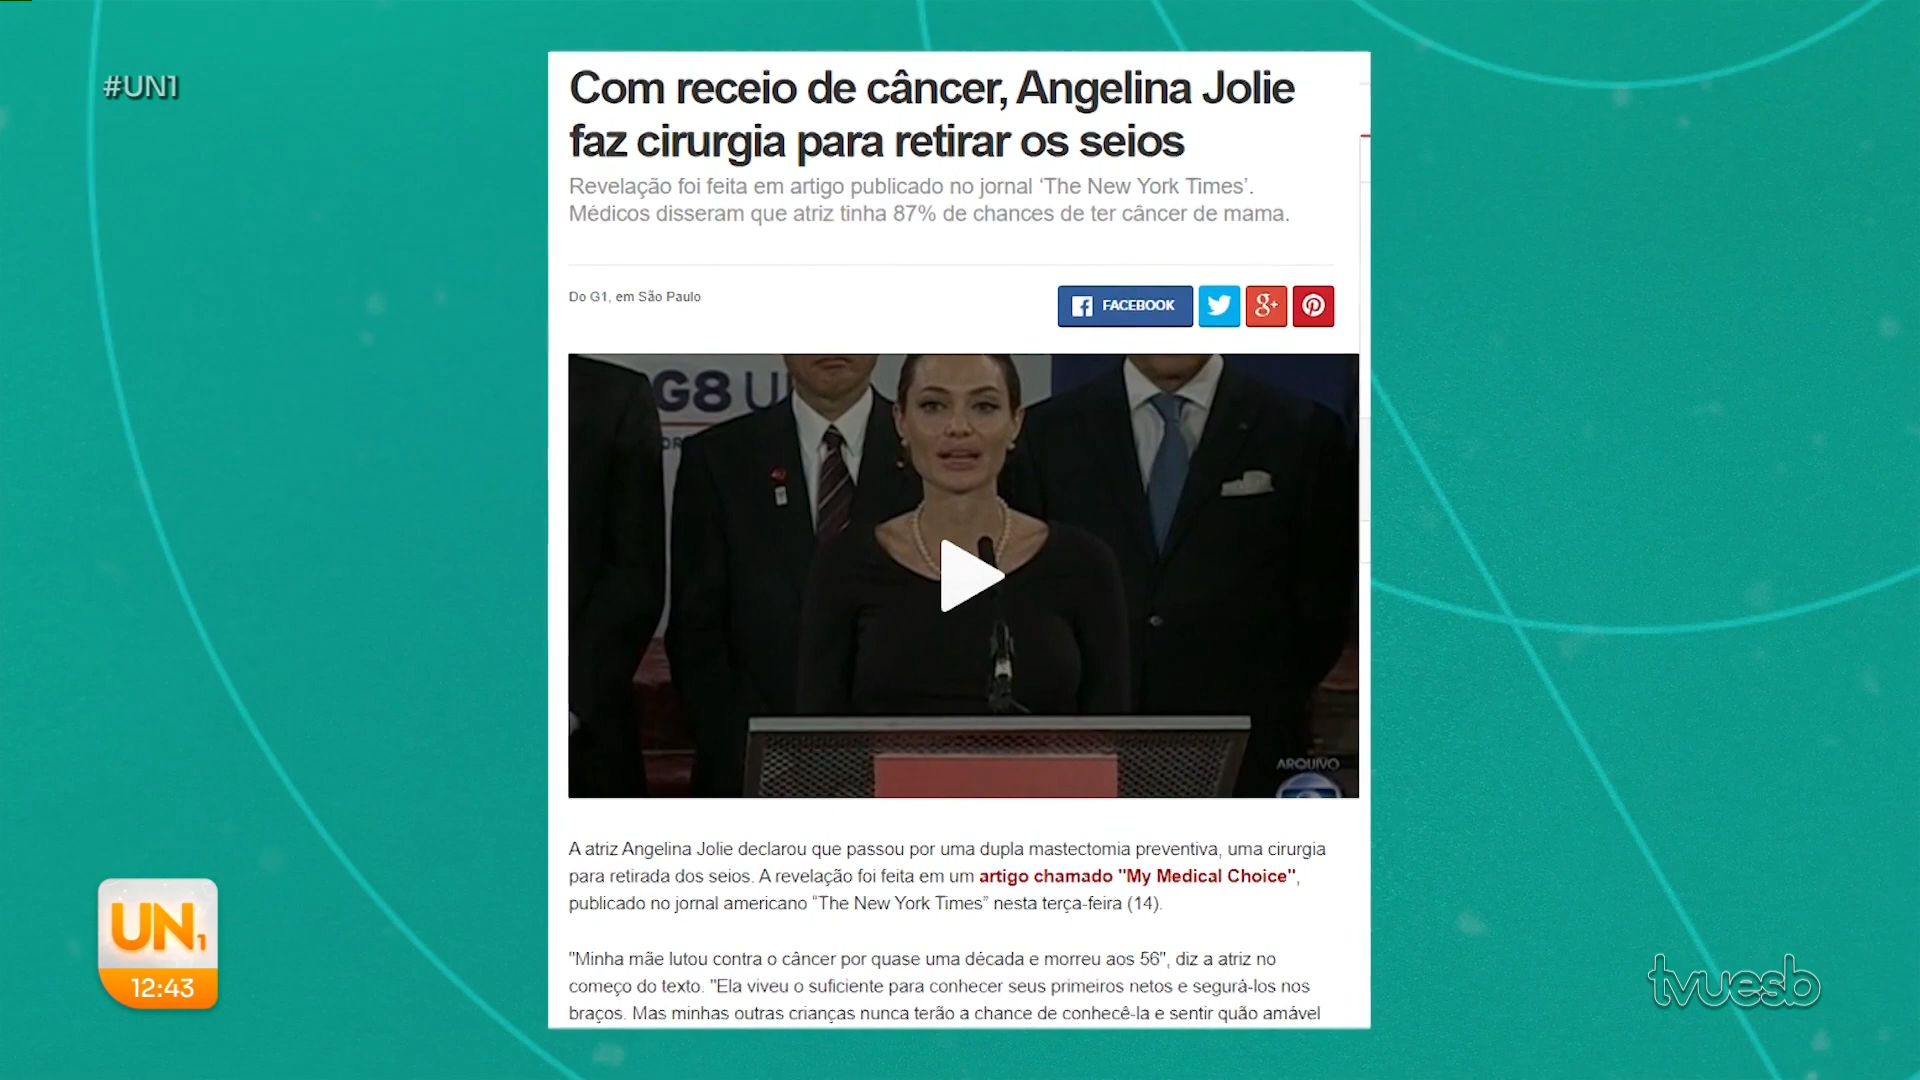 #UN1
Com receio de câncer, Angelina Jolie
faz cirurgia para retirar os seios
Revelação foi feita em artigo publicado no jornal ‘The New York Times’.
Médicos disseram que atriz tinha 87% de chances de ter câncer de mama.
Do G1, em São Paulo
FACEBOOK
g+
G8 U
ARQUIVO
A atriz Angelina Jolie declarou que passou por uma dupla mastectomia preventiva, uma cirurgia
para retirada dos seios. A revelação foi feita em um artigo chamado "My Medical Choice",
publicado no jornal americano “The New York Times” nesta terça-feira (14).
"Minha mãe lutou contra o câncer por quase uma década e morreu aos 56", diz a atriz no
começo do texto. "Ela viveu o suficiente para conhecer seus primeiros netos e segurá-los nos
braços. Mas minhas outras crianças nunca terão a chance de conhecê-la e sentir quão amável
UN1
12:43
tvuesb